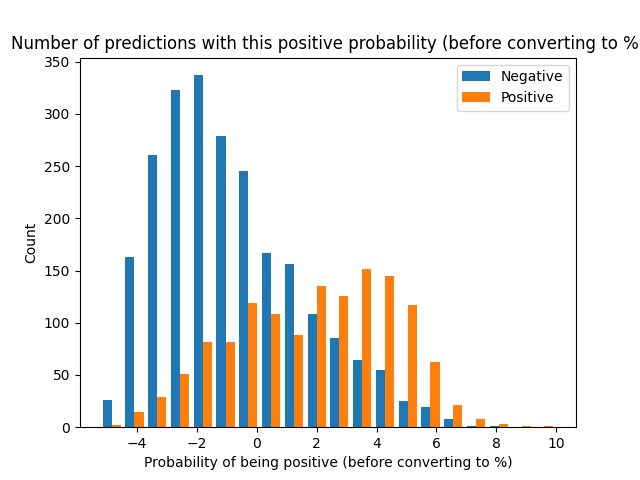 Number of predictions with this positive probability (before converting to %
Negative
Positive
350
300
250
200
150
100
50
0
Count
−4 −2 0 2 4 6 8 10
Probability of being positive (before converting to %)